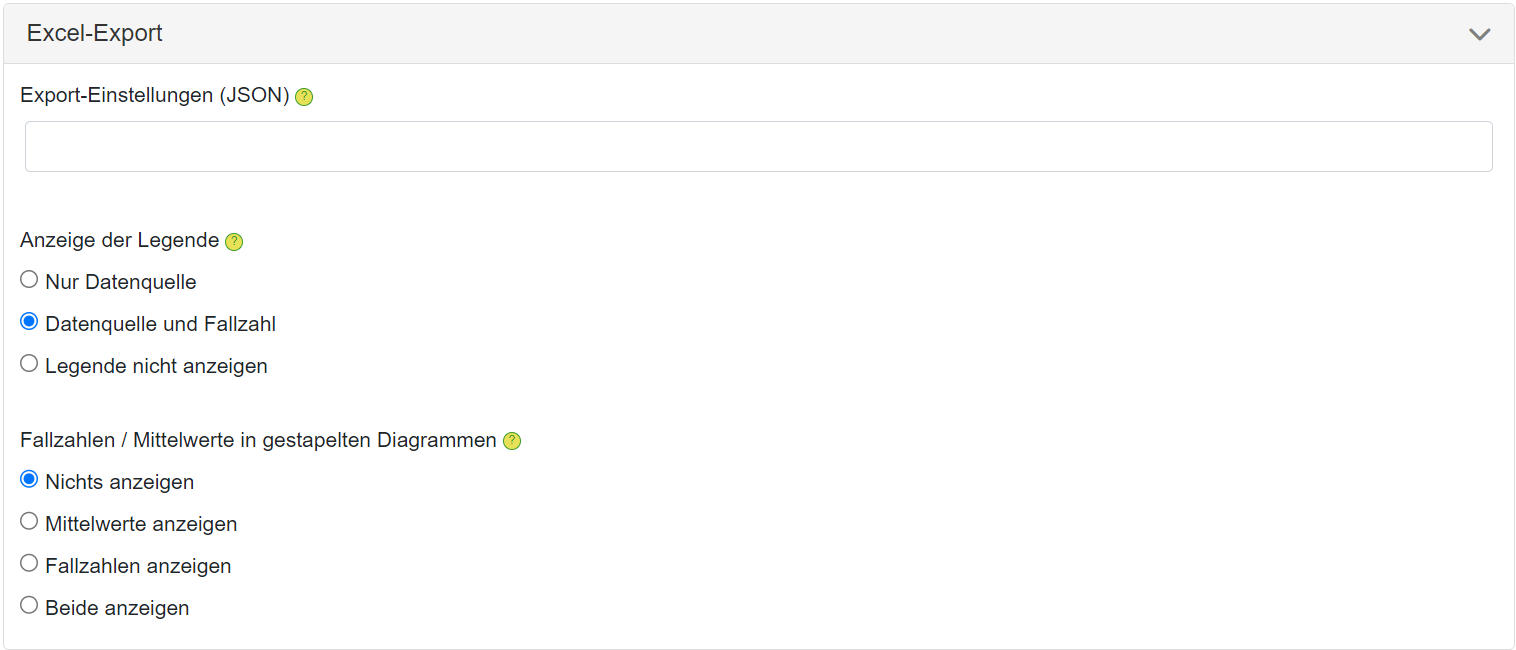 Excel-Export
Export-Einstellungen (JSON) ?
Anzeige der Legende ?
Nur Datenquelle
Datenquelle und Fallzahl
Legende nicht anzeigen
Fallzahlen / Mittelwerte in gestapelten Diagrammen ?
Nichts anzeigen
Mittelwerte anzeigen
Fallzahlen anzeigen
Beide anzeigen